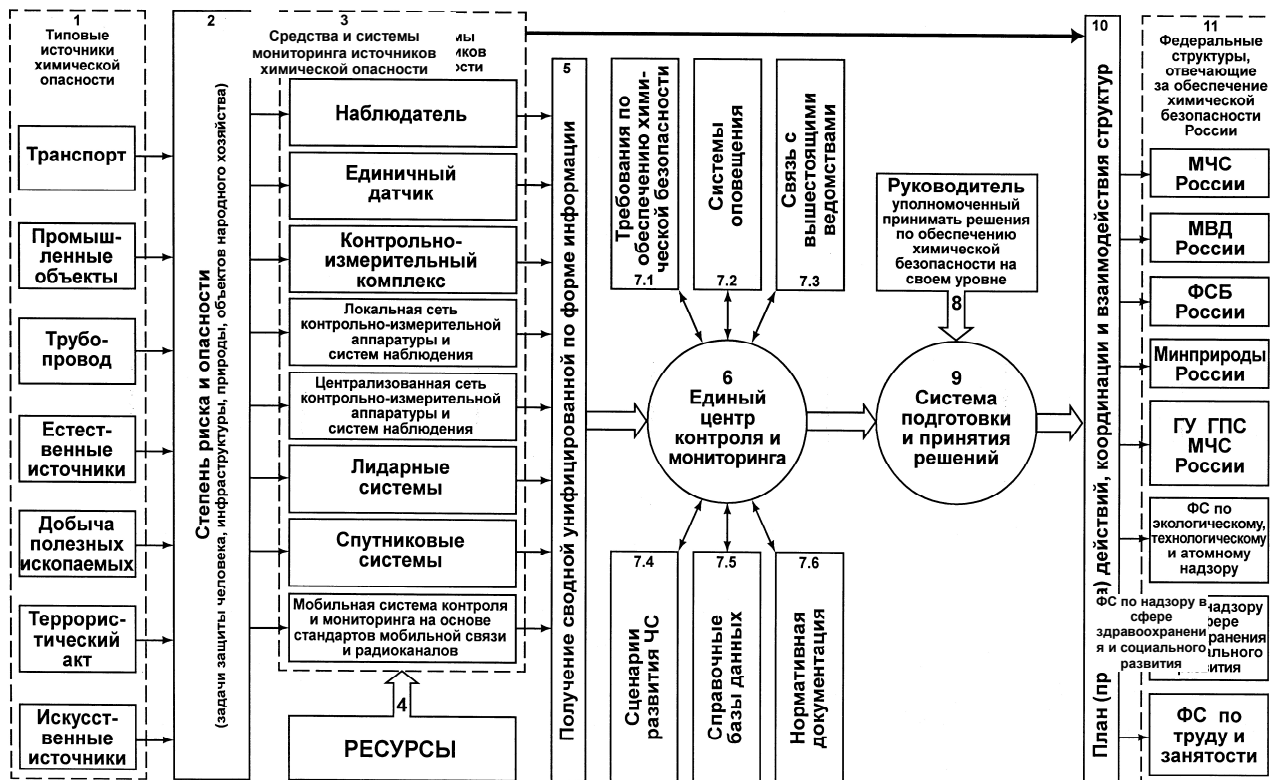 1
Типовые
источники
химической
опасности
Транспорт
Промыш-
ленные
объекты
Трубо-
провод
Естест-
венные
источники
Добыча
полезных
ископаемых
Террорис-
тический
акт
Искусст-
венные
источники
2
Степень риска и опасности
(задачи защиты человека, инфраструктуры, природы, объектов народного хозяйства)
3
Средства и системы
мониторинга источников
химической опасности
Наблюдатель
Единичный
датчик
Контрольно-
измерительный
комплекс
Локальная сеть
контрольно-измерительной
аппаратуры и
систем наблюдения
Централизованная сеть
контрольно-измерительной
аппаратуры и
систем наблюдения
Лидарные
системы
Спутниковые
системы
Мобильная система контроля
и мониторинга на основе
стандартов мобильной связи
и радиоканалов
4
РЕСУРСЫ
5
Получение сводной унифицированной по форме информации
Требования по
обеспечению хими-
ческой безопасности
7.1
Системы
оповещения
7.2
Связь с
вышестоящими
ведомствами
7.3
6
Единый
центр
контроля и
мониторинга
7.4
Сценарии
развития ЧС
7.5
Справочные
базы данных
7.6
Нормативная
документация
Руководитель
уполномоченный
принимать решения
по обеспечению
химической
безопасности на
своем уровне
8
9
Система
подготовки
и принятия
решений
10
План (пр а) действий, координации и взаимодействия структур
11
Федеральные
структуры,
отвечающие
за обеспечение
химической
безопасности
России
МЧС
России
МВД
России
ФСБ
России
Минприроды
России
ГУ ГПС
МЧС
России
ФС по
экологическому,
технологическому
и атомному
надзору
ФС по надзору в
сфере
здравоохранени
я и социального
развития
ФС по
труду и
занятости